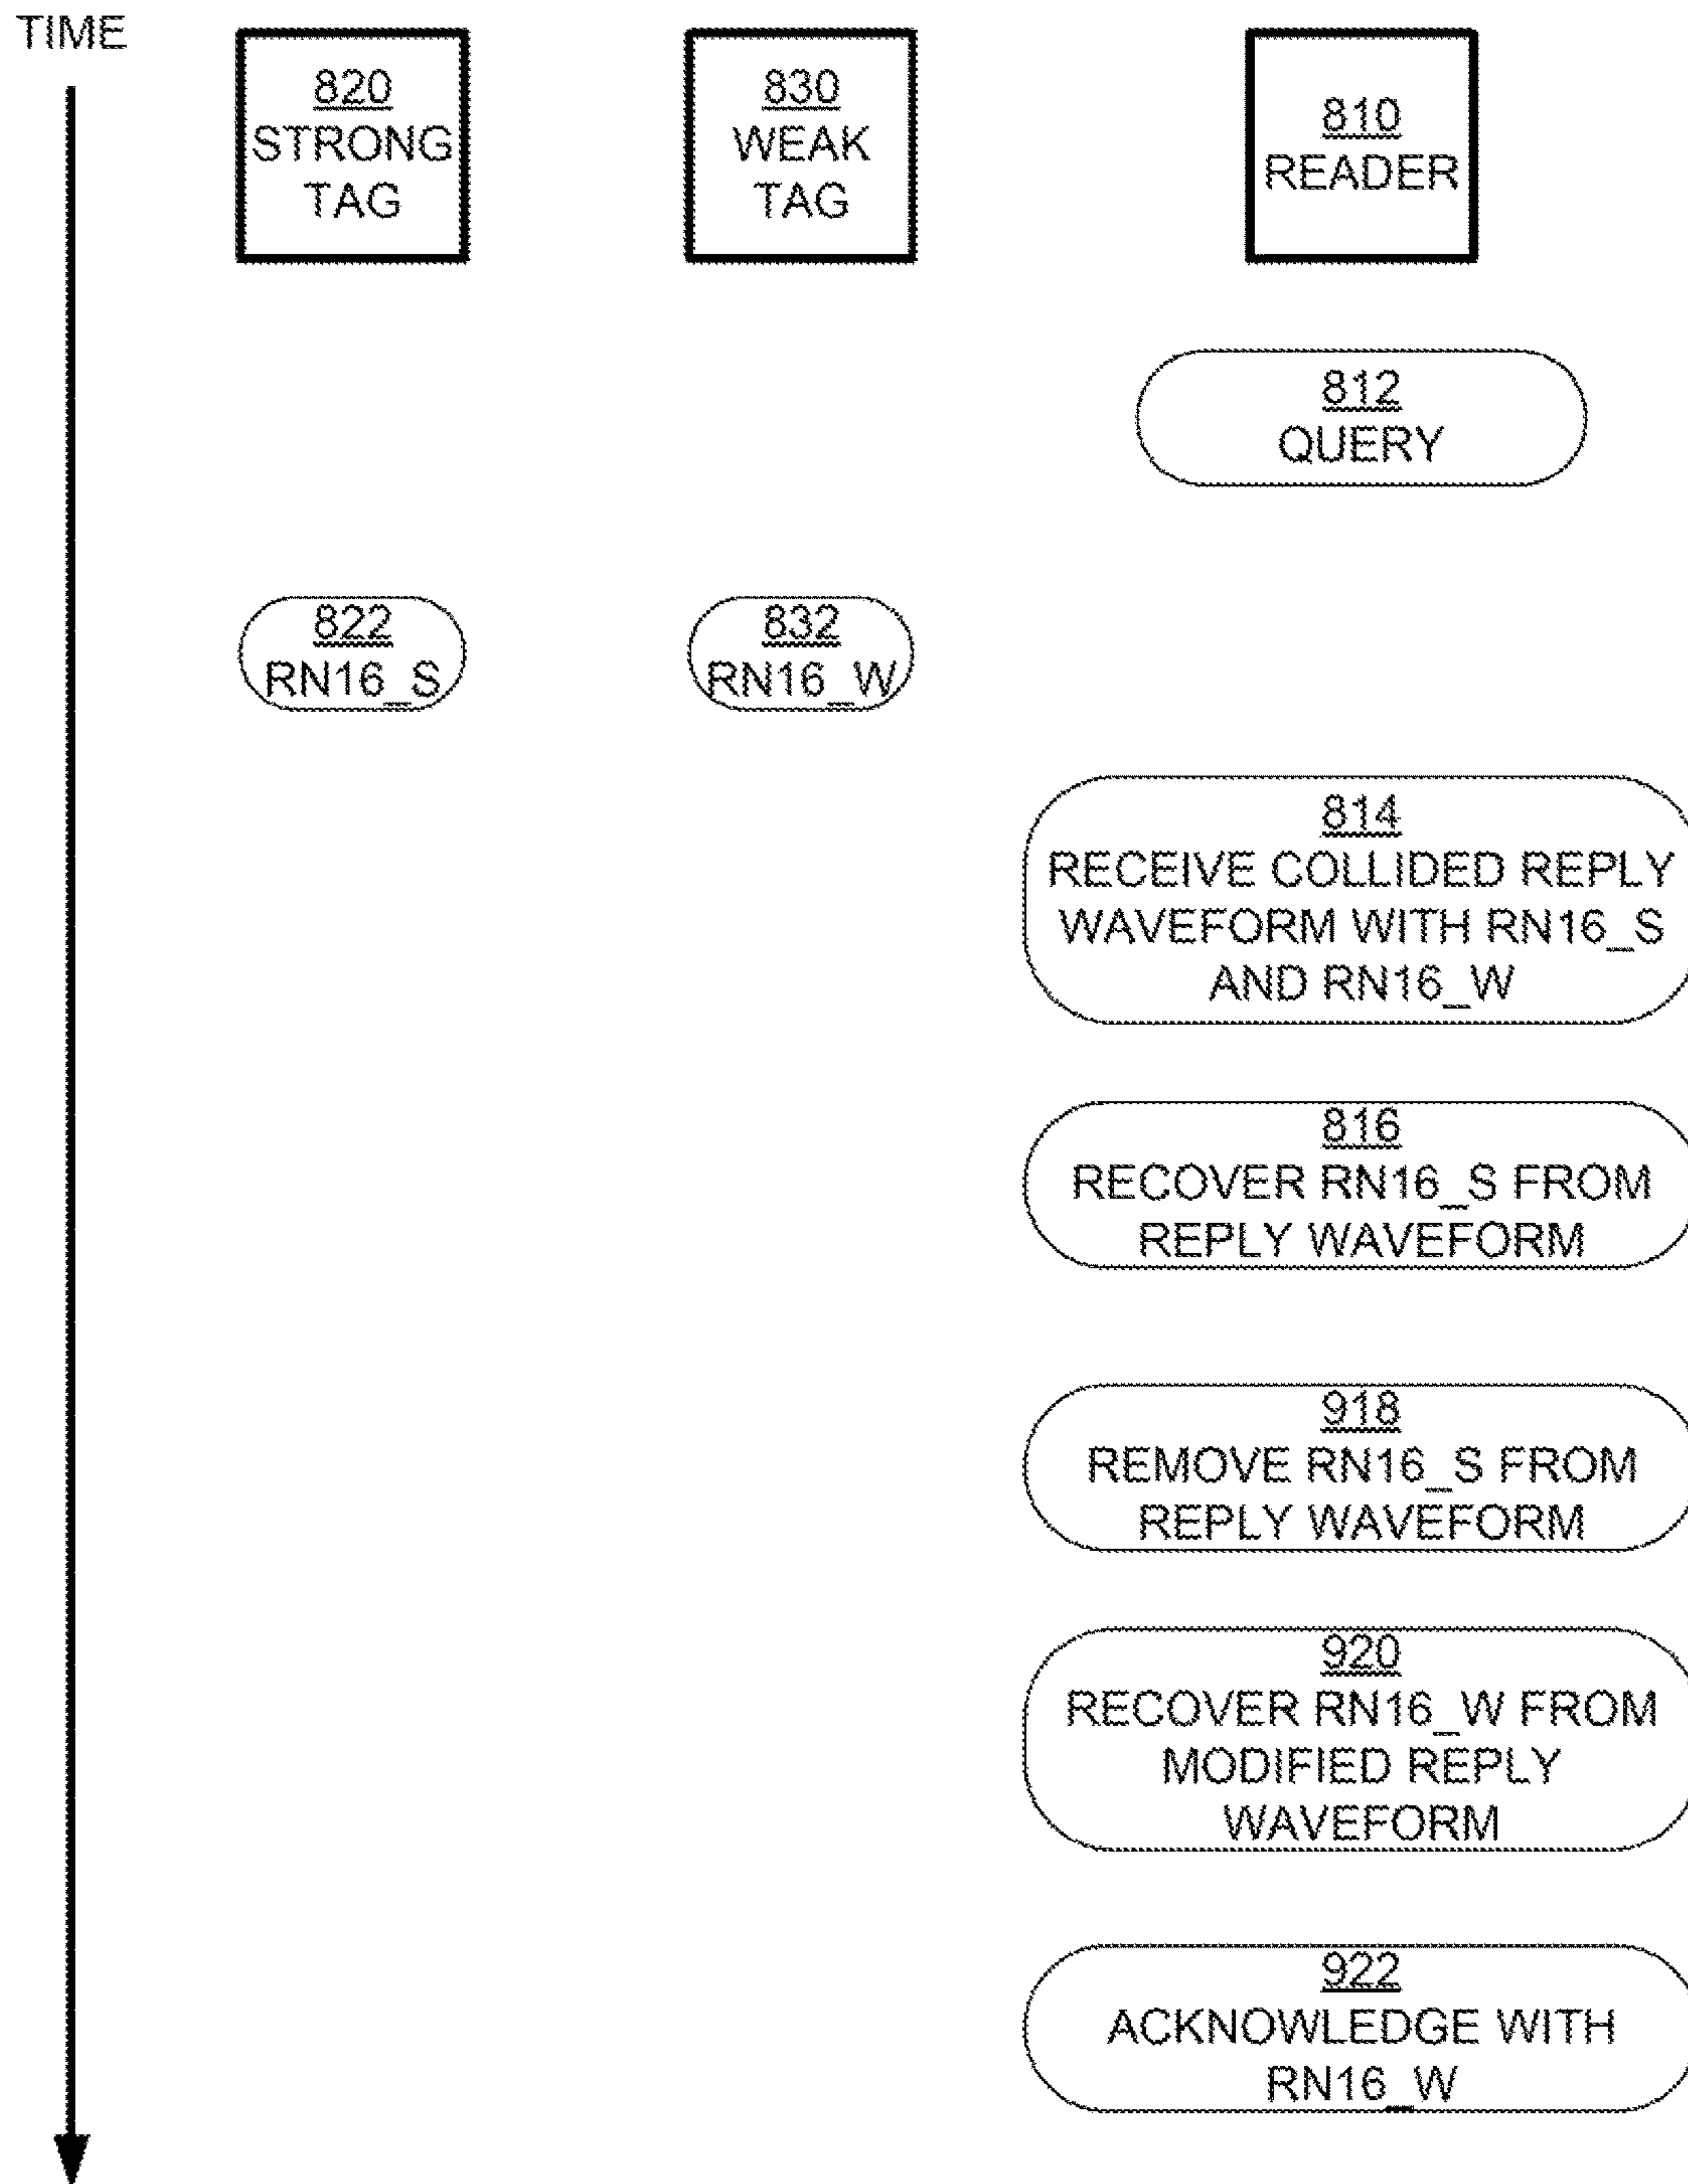 TIME
820
STRONG
TAG
830
WEAK
TAG
810
READER
812
QUERY
822
RN16_S
832
RN16_W
814
RECEIVE COLLIDED REPLY
WAVEFORM WITH RN16_S
AND RN16_W
816
RECOVER RN16_S FROM
REPLY WAVEFORM
918
REMOVE RN16_S FROM
REPLY WAVEFORM
920
RECOVER RN16_W FROM
MODIFIED REPLY
WAVEFORM
922
ACKNOWLEDGE WITH
RN16_W